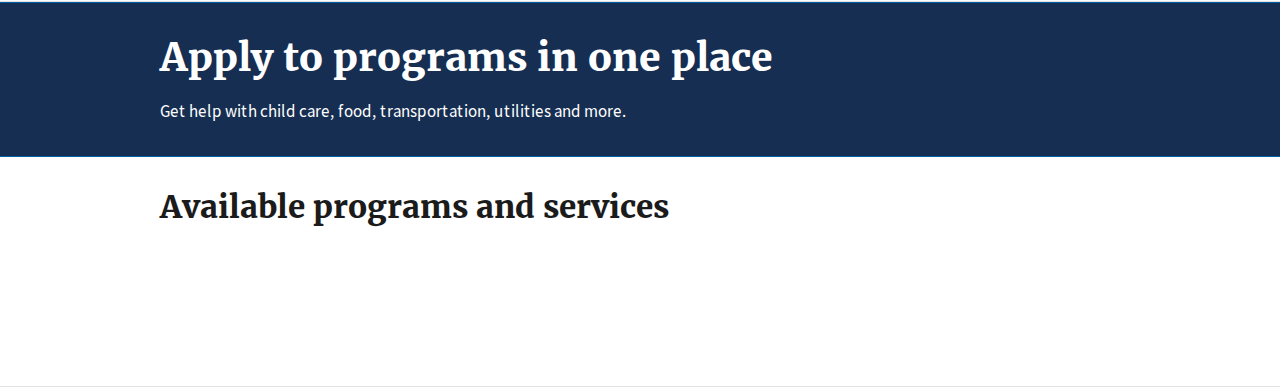 Apply to programs in one place
Get help with child care, food, transportation, utilities and more.
Available programs and services